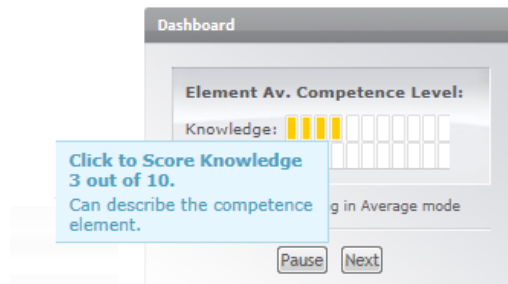 Dashboard
Element Av. Competence Level:
Knowledge:
Click to Score Knowledge
3 out of 10.
Can describe the competence
element.
in Average mode
Pause Next